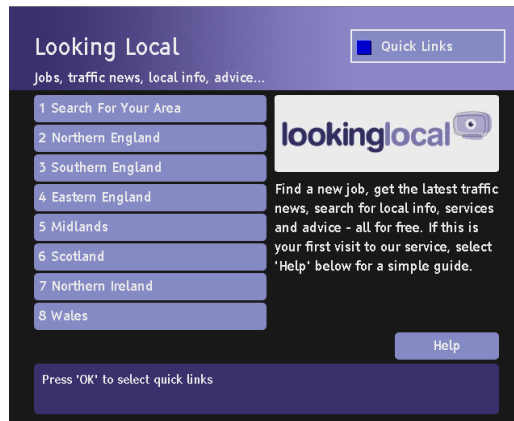 Looking Local
Quick Links
Jobs, traffic news, local info, advice...
1 Search For Your Area
2 Northern England
3 Southern England
4 Eastern England
5 Midlands
6 Scotland
7 Northern Ireland
8 Wales
lookinglocal
Find a new job, get the latest traffic
news, search for local info, services
and advice - all for free. If this is
your first visit to our service, select
'Help' below for a simple guide.
Help
Press 'OK' to select quick links